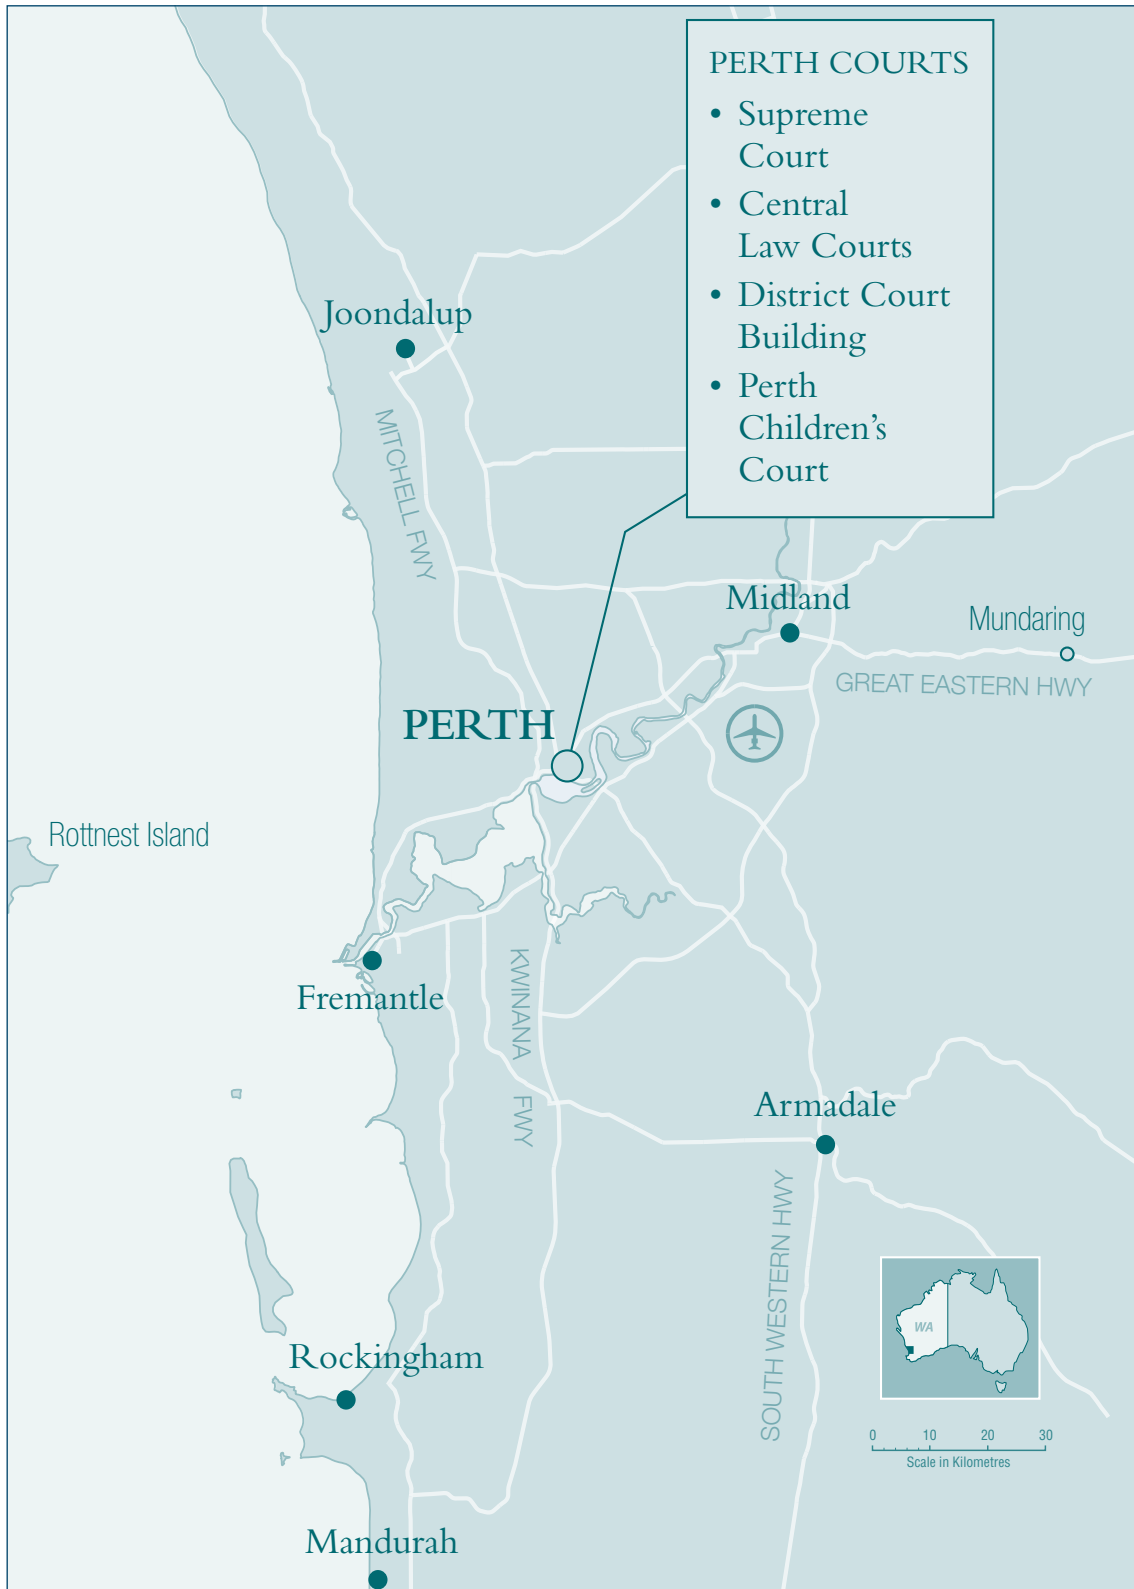 PERTH COURTS
• Supreme
Court
• Central
Law Courts
• District Court
Building
• Perth
Children’s
Court
Joondalup
MITCHELL FWY
Midland
Mundaring
GREAT EASTERN HWY
PERTH
Rottnest Island
Fremantle
KWINANA FWY
Armadale
SOUTH WESTERN HWY
WA
Rockingham
0 10 20 30
Scale in Kilometres
Mandurah